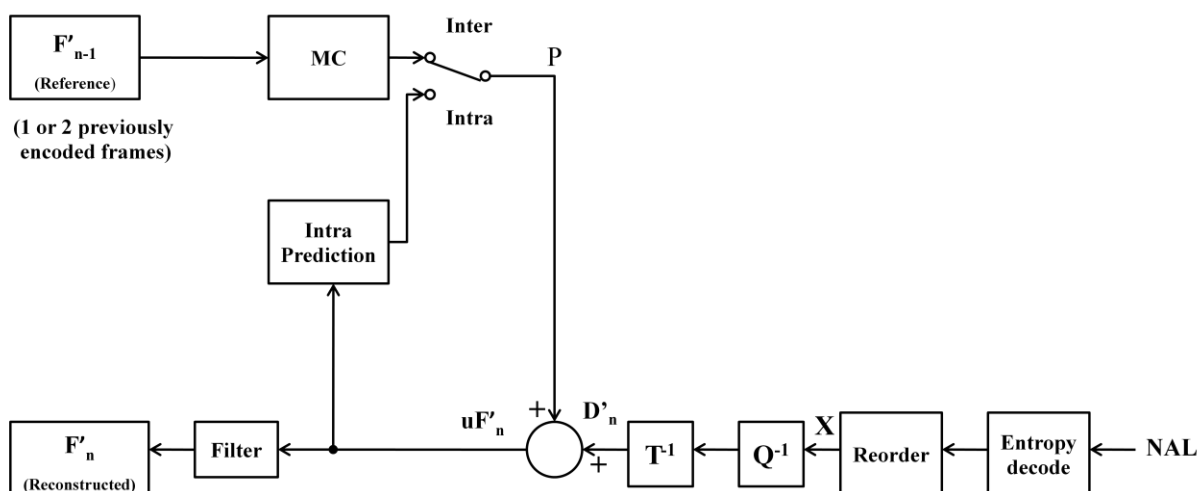 F'n-1
(Reference)
(1 or 2 previously
encoded frames)
MC
Inter
Intra
P
Intra
Prediction
F'n
(Reconstructed)
Filter
uF'n
+
D'n
+
T-1
Q-1
X
Reorder
Entropy
decode
NAL